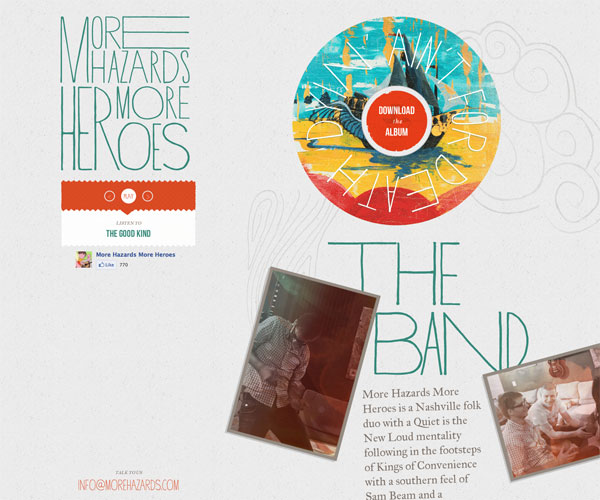 MORE
HAZARDS
MORE
HEROES
PLAY
LISTEN TO
THE GOOD KIND
More Hazards More Heroes
Like 770
TALK YOUR
INFO@MOREHAZARDS.COM
AIN'T FOR DEATH
DOWNLOAD
the
ALBUM
THE
BAND
More Hazards More
Heroes is a Nashville folk
duo with a Quiet is the
New Loud mentality
following in the footsteps
of Kings of Convenience
with a southern feel of
Sam Beam and a